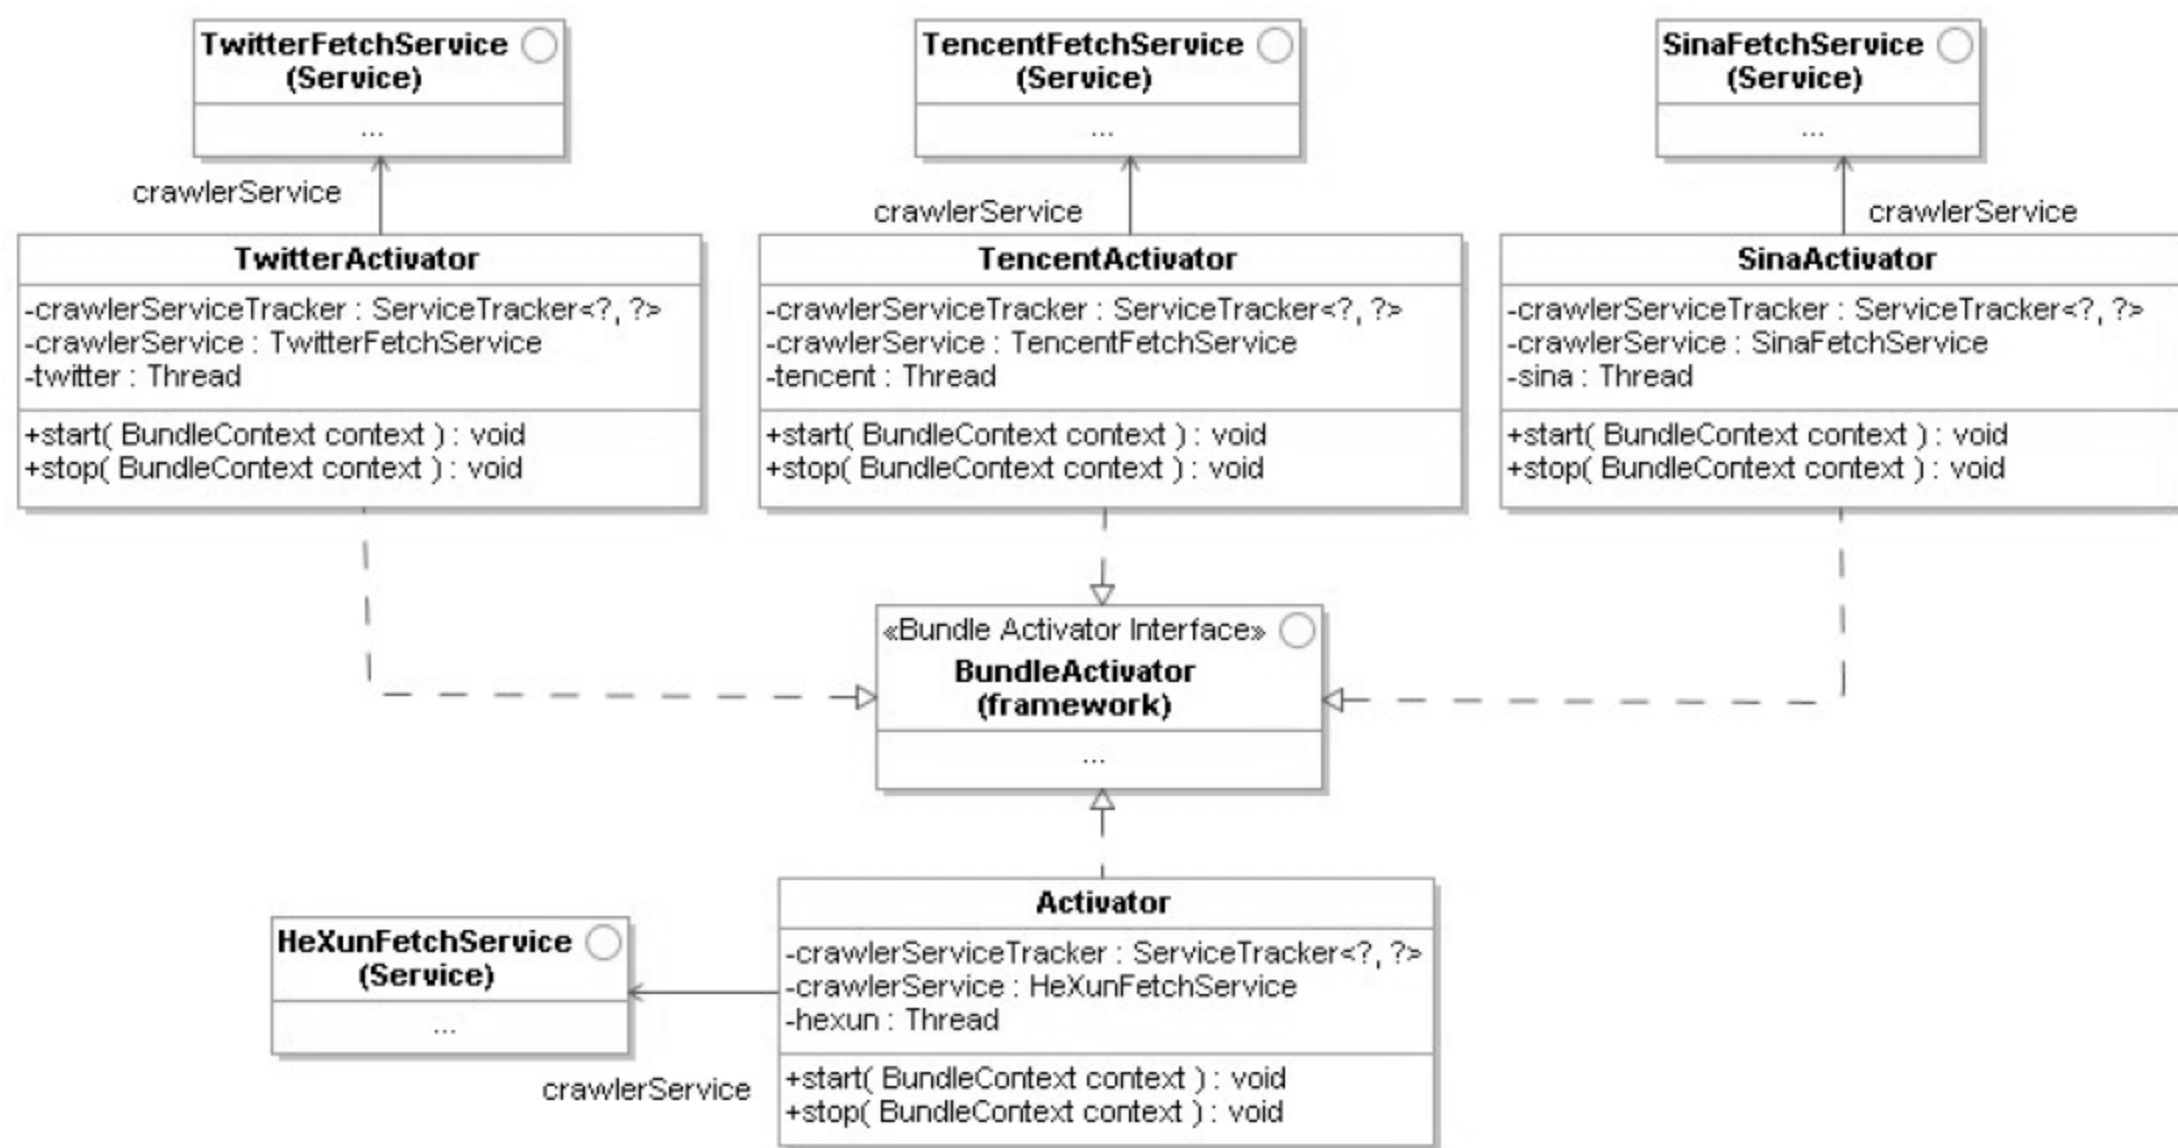 TwitterFetchService
(Service)
...
TencentFetchService
(Service)
...
SinaFetchService
(Service)
...
crawlerService
crawlerService
crawlerService
TwitterActivator
-crawlerServiceTracker : ServiceTracker<?, ?>
-crawlerService : TwitterFetchService
-twitter : Thread
+start( BundleContext context ) : void
+stop( BundleContext context ) : void
TencentActivator
-crawlerServiceTracker : ServiceTracker<?, ?>
-crawlerService : TencentFetchService
-tencent : Thread
+start( BundleContext context ) : void
+stop( BundleContext context ) : void
SinaActivator
-crawlerServiceTracker : ServiceTracker<?, ?>
-crawlerService : SinaFetchService
-sina : Thread
+start( BundleContext context ) : void
+stop( BundleContext context ) : void
«Bundle Activator Interface»
BundleActivator
(framework)
...
HeXunFetchService
(Service)
...
crawlerService
Activator
-crawlerServiceTracker : ServiceTracker<?, ?>
-crawlerService : HeXunFetchService
-hexun : Thread
+start( BundleContext context ) : void
+stop( BundleContext context ) : void